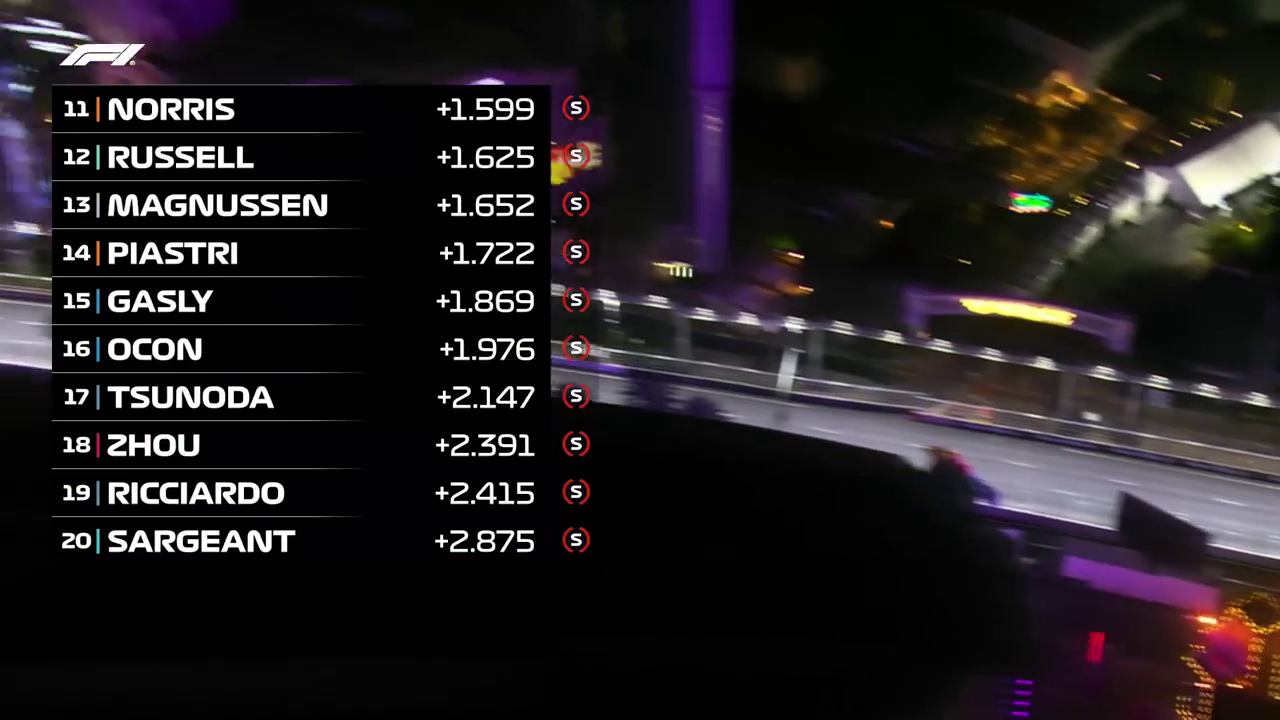 F1
11 NORRIS +1.599 S
12 RUSSELL +1.625 S
13 MAGNUSSEN +1.652 S
14 PIASTRI +1.722 S
15 GASLY +1.869 S
16 OCON +1.976 S
17 TSUNODA +2.147 S
18 ZHOU +2.391 S
19 RICCIARDO +2.415 S
20 SARGEANT +2.875 S